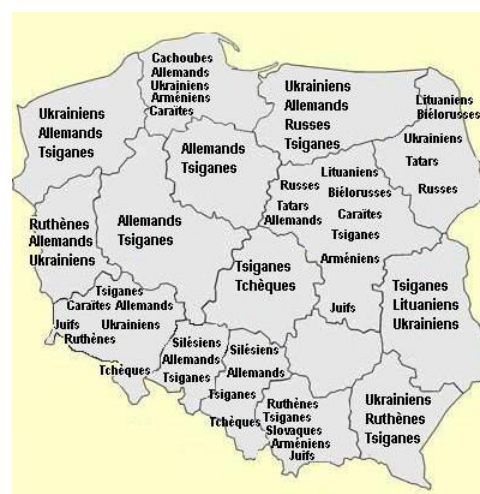 Cachoubes
Allemands
Ukrainiens
Arméniens
Caraïtes
Ukrainiens
Allemands
Tsiganes
Ukrainiens
Allemands
Russes
Tsiganes
Lituaniens
Biélorusses
Ukrainiens
Tatars
Russes
Allemands
Tsiganes
Lituaniens
Russes Biélorusses
Tatars Caraïtes
Allemands
Tsiganes
Arméniens
Juifs
Ruthènes
Allemands
Ukrainiens
Allemands
Tsiganes
Tsiganes
Tchèques
Tsiganes
Lituaniens
Ukrainiens
Tsiganes
Caraïtes Allemands
Juifs Ukrainiens
Ruthènes
Tchèques
Silésiens
Allemands
Tsiganes
Silésiens
Allemands
Tsiganes
Tchèques
Ruthènes
Tsiganes
Slovaques
Arméniens
Juifs
Ukrainiens
Ruthènes
Tsiganes